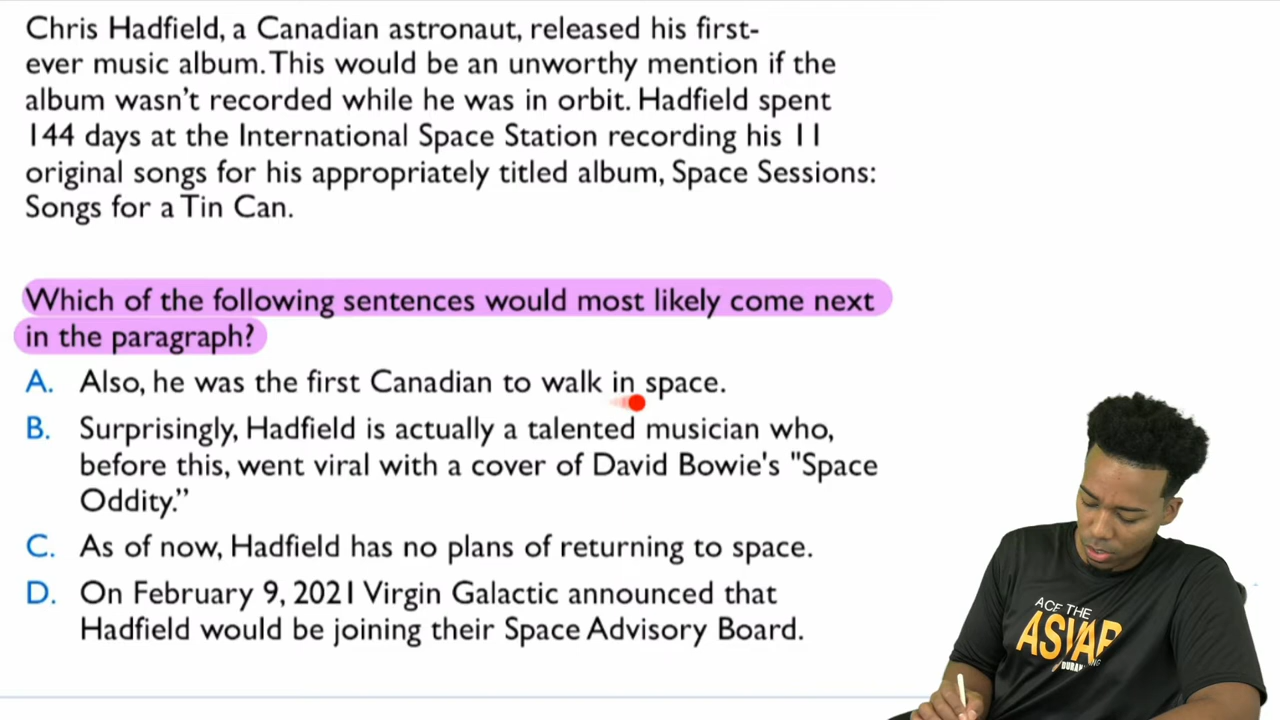 Chris Hadfield, a Canadian astronaut, released his first-
ever music album. This would be an unworthy mention if the
album wasn't recorded while he was in orbit. Hadfield spent
144 days at the International Space Station recording his 11
original songs for his appropriately titled album, Space Sessions:
Songs for a Tin Can.
Which of the following sentences would most likely come next
in the paragraph?
A. Also, he was the first Canadian to walk in space.
B. Surprisingly, Hadfield is actually a talented musician who,
before this, went viral with a cover of David Bowie's "Space
Oddity.”
C. As of now, Hadfield has no plans of returning to space.
D. On February 9, 2021 Virgin Galactic announced that
Hadfield would be joining their Space Advisory Board.
ACE THE
ASVAB